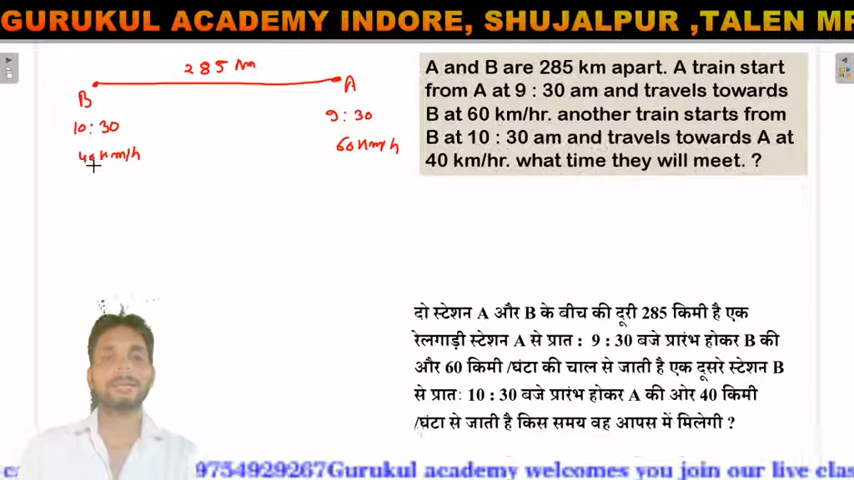 GURUKUL ACADEMY INDORE, SHUJALPUR ,TALEN MP
285 Km
B
A
10:30
9:30
40 Km/h
60 Km/h
A and B are 285 km apart. A train start
from A at 9 : 30 am and travels towards
B at 60 km/hr. another train starts from
B at 10 : 30 am and travels towards A at
40 km/hr. what time they will meet. ?
दो स्टेशन A और B के बीच की दूरी 285 किमी है एक
रेलगाड़ी स्टेशन A से प्रात : 9 : 30 बजे प्रारंभ होकर B की
और 60 किमी /घंटा की चाल से जाती है एक दूसरे स्टेशन B
से प्रातः 10 : 30 बजे प्रारंभ होकर A की ओर 40 किमी
/घंटा से जाती है किस समय वह आपस में मिलेगी ?
9754929267Gurukul academy welcomes you join our live